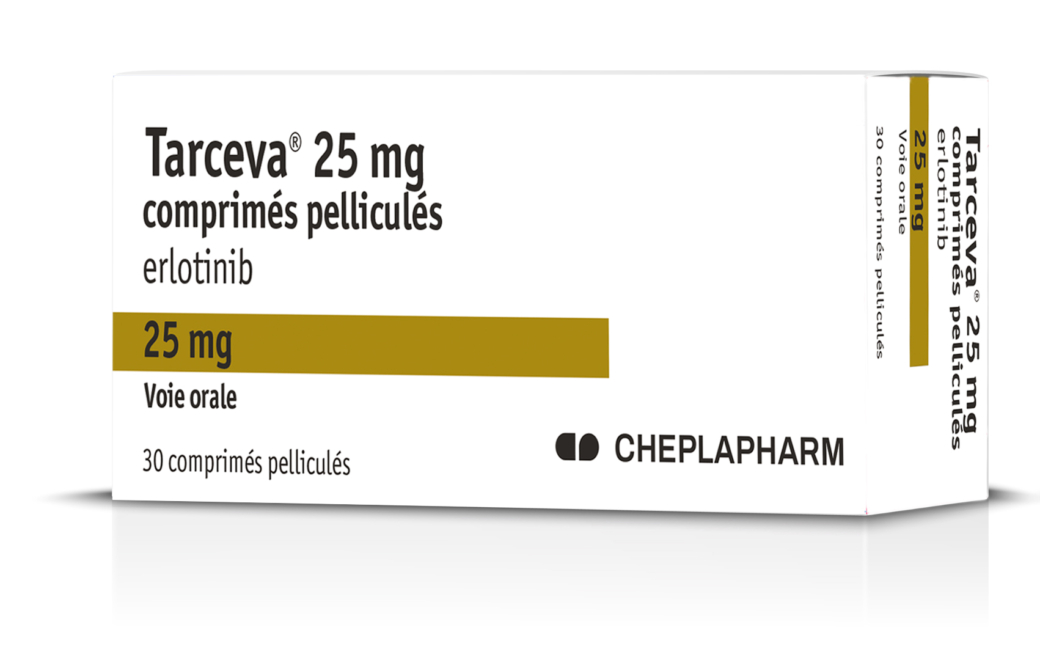 Tarceva® 25 mg
comprimés pelliculés
erlotinib
25 mg
Voie orale
30 comprimés pelliculés
CHEPLAPHARM
Tarceva® 25 mg
comprimés pelliculés
erlotinib
25 mg
Voie orale
30 comprimés pelliculés